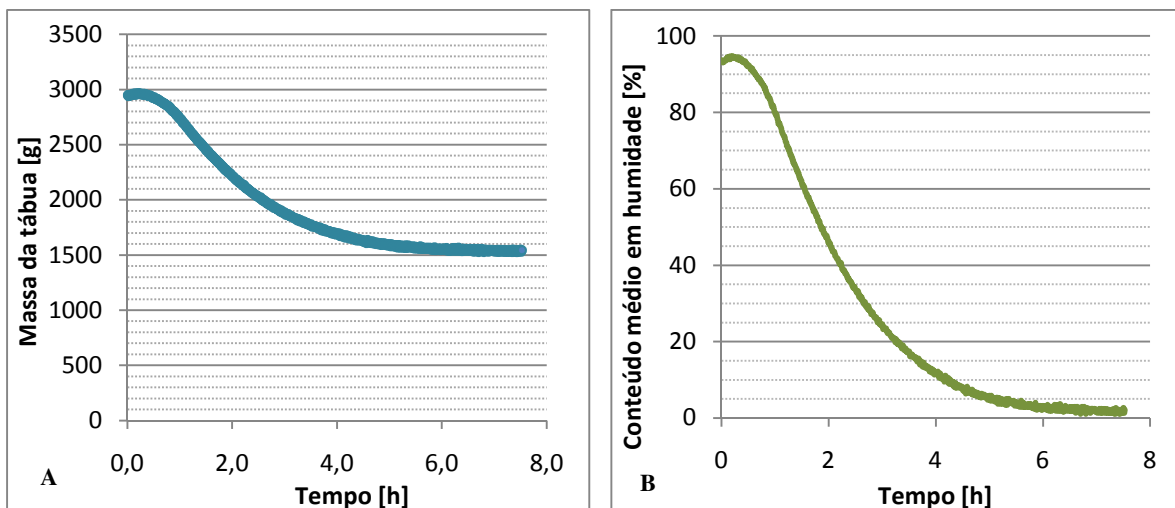 Massa da tábua [g]
3500
3000
2500
2000
1500
1000
500
0
0,0 2,0 4,0 6,0 8,0
Tempo [h]
A
Conteúdo médio em humidade [%]
100
80
60
40
20
0
0 2 4 6 8
Tempo [h]
B